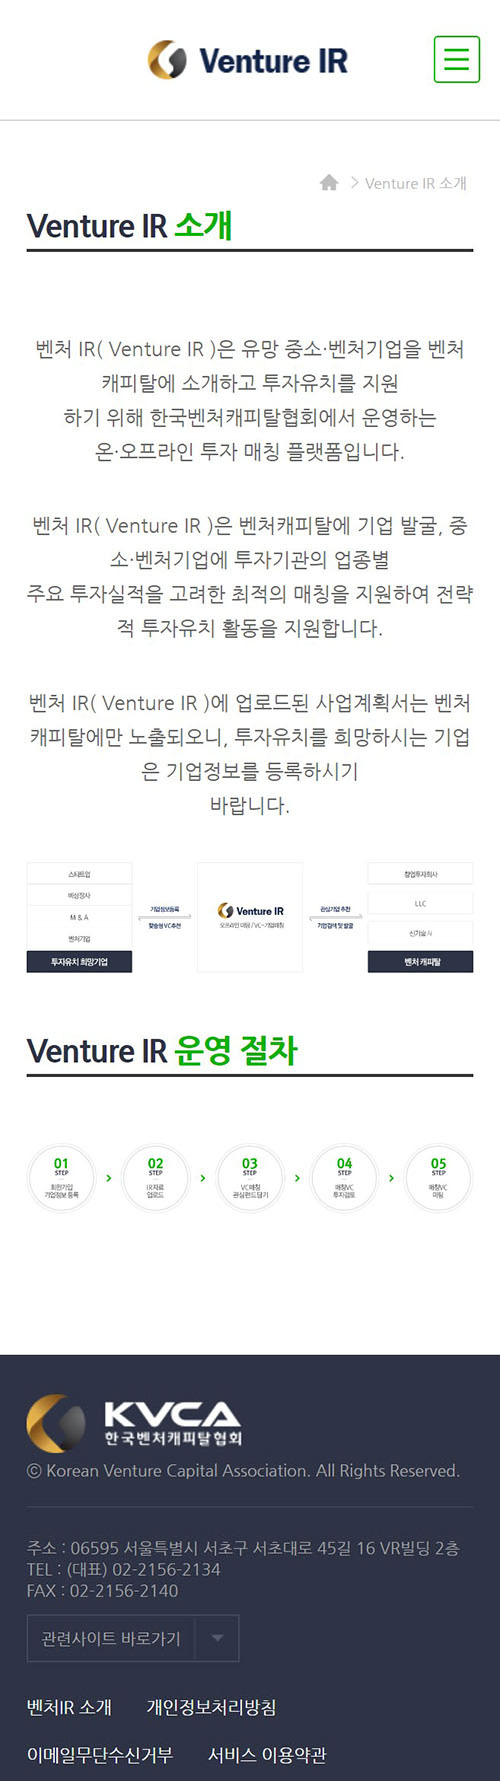 Venture IR
> Venture IR 소개
Venture IR 소개
벤처 IR( Venture IR )은 유망 중소·벤처기업을 벤처
캐피탈에 소개하고 투자유치를 지원
하기 위해 한국벤처캐피탈협회에서 운영하는
온·오프라인 투자 매칭 플랫폼입니다.
벤처 IR( Venture IR )은 벤처캐피탈에 기업 발굴, 중
소·벤처기업에 투자기관의 업종별
주요 투자실적을 고려한 최적의 매칭을 지원하여 전략
적 투자유치 활동을 지원합니다.
벤처 IR( Venture IR )에 업로드된 사업계획서는 벤처
캐피탈에만 노출되오니, 투자유치를 희망하시는 기업
은 기업정보를 등록하시기
바랍니다.
스타트업
비상장사
M & A
벤처기업
투자유치 희망기업
기업정보등록
맞춤형 VC추천
Venture IR
오프라인 미팅 / VC-기업매칭
관심기업 추천
기업검색 및 발굴
창업투자회사
LLC
신기술사
벤처 캐피탈
Venture IR 운영 절차
01
STEP
회원가입
기업정보 등록
02
STEP
IR자료
업로드
03
STEP
VC매칭
관심펀드담기
04
STEP
매칭VC
투자검토
05
STEP
매칭VC
미팅
KVCA
한국벤처캐피탈협회
ⓒ Korean Venture Capital Association. All Rights Reserved.
주소 : 06595 서울특별시 서초구 서초대로 45길 16 VR빌딩 2층
TEL : (대표) 02-2156-2134
FAX : 02-2156-2140
관련사이트 바로가기
벤처IR 소개 개인정보처리방침
이메일무단수신거부 서비스 이용약관